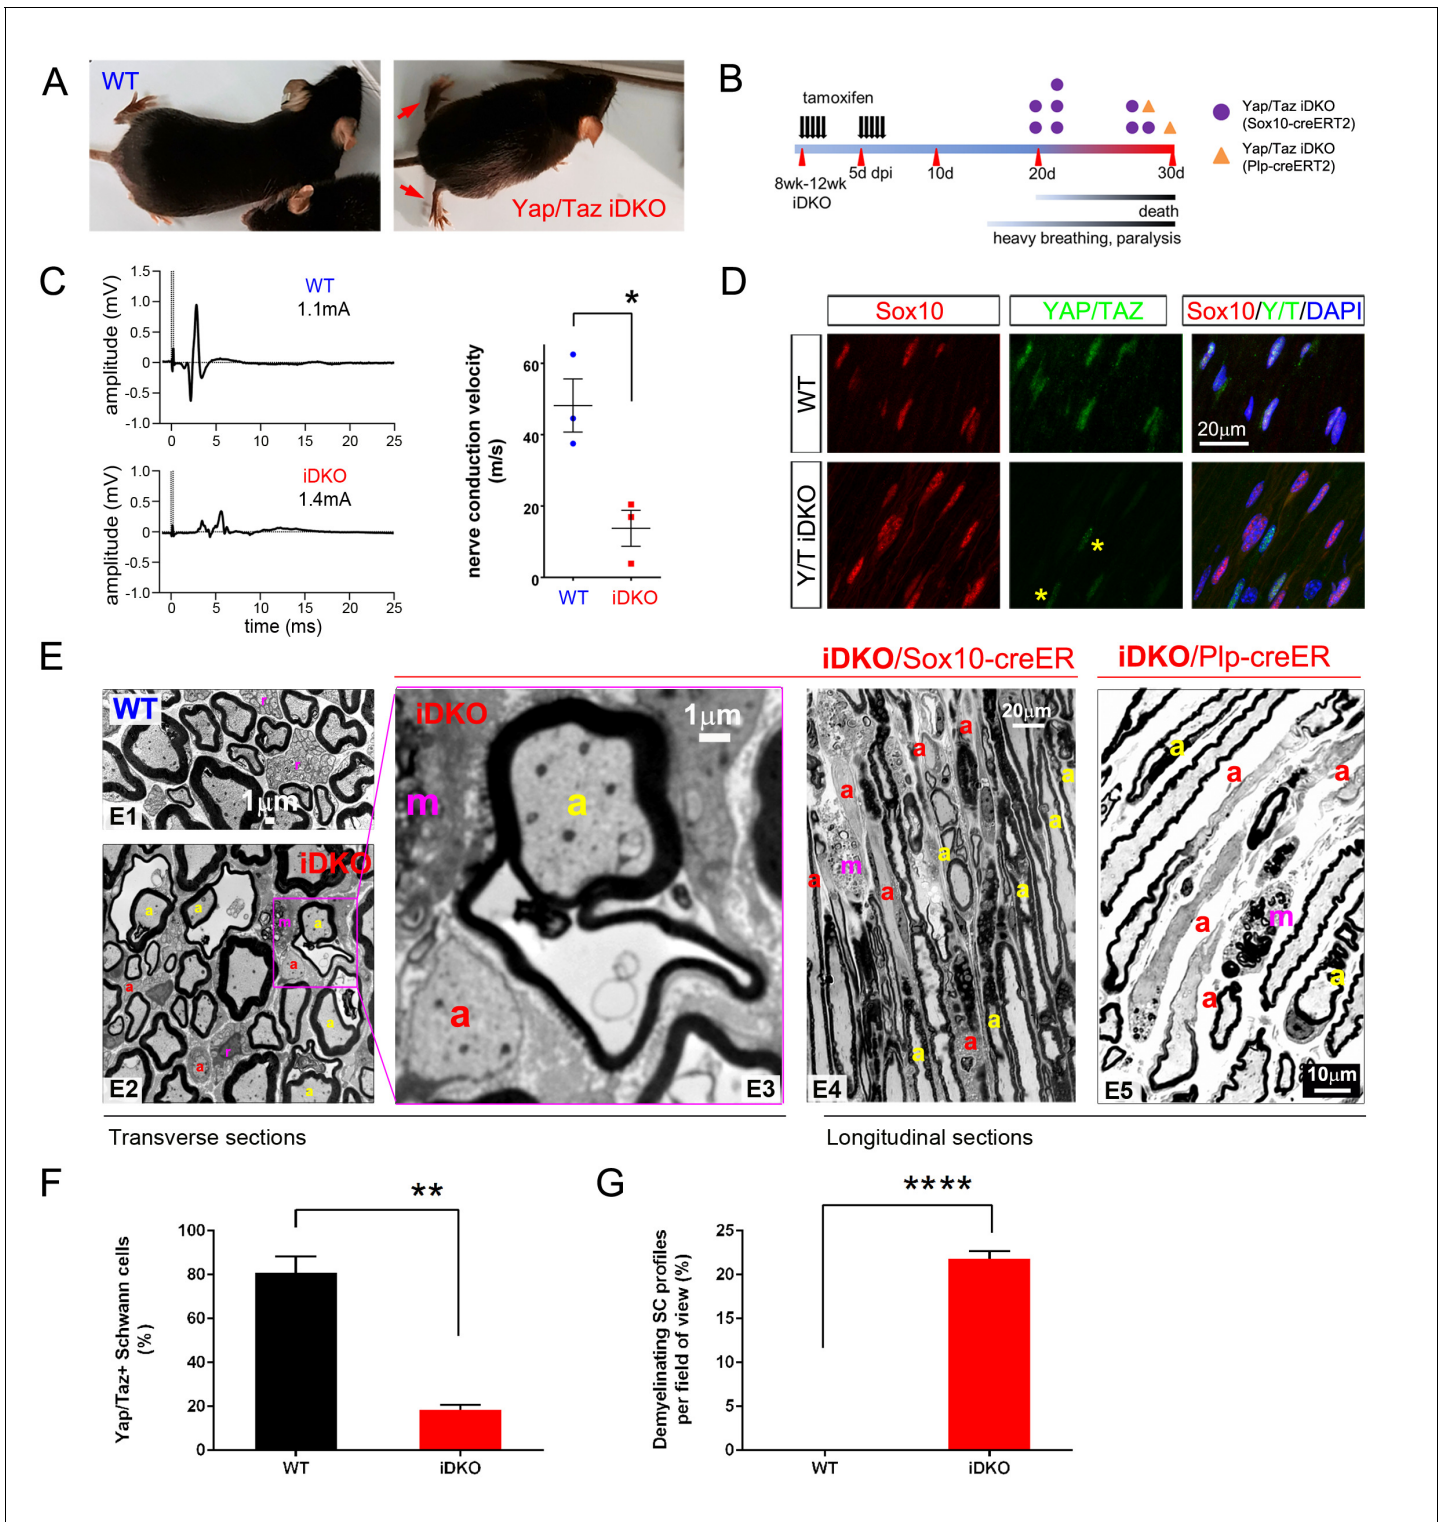 A
WT
Yap/Taz iDKO
B
tamoxifen
8wk-12wk
iDKO
5d dpi
10d
20d
30d
death
heavy breathing, paralysis
Yap/Taz iDKO
(Sox10-creERT2)
Yap/Taz iDKO
(Plp-creERT2)
C
amplitude (mV)
1.5
1.0
0.5
0
-0.5
-1.0
WT
1.1mA
0 5 10 15 20 25
amplitude (mV)
1.0
0.5
0
-0.5
-1.0
iDKO
1.4mA
0 5 10 15 20 25
time (ms)
nerve conduction velocity
(m/s)
60
40
20
0
*
WT iDKO
D
Sox10 YAP/TAZ Sox10/Y/T/DAPI
WT
20μm
Y/T iDKO
*
*
E
iDKO/Sox10-creER
iDKO/Plp-creER
WT
r
r
1μm
E1
iDKO
a
a
a
m
a
a
a
r
a
a
E2
iDKO
1μm
m
a
a
E3
20μm
a
a
a
a
a
m
a
a
a
a
a
a
a
E4
a
a
a
a
m
a
a
10μm
E5
Transverse sections
Longitudinal sections
F
Yap/Taz+ Schwann cells
(%)
100
80
60
40
20
0
**
WT iDKO
G
Demyelinating SC profiles
per field of view (%)
25
20
15
10
5
0
****
WT iDKO